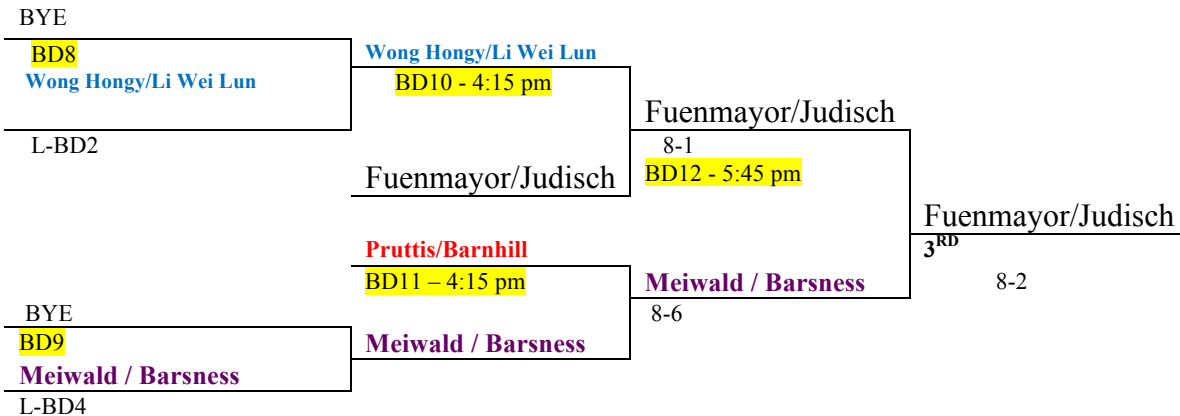 BYE
BD8
Wong Hongy/Li Wei Lun
L-BD2
Wong Hongy/Li Wei Lun
BD10 - 4:15 pm
Fuenmayor/Judisch
Fuenmayor/Judisch
8-1
BD12 - 5:45 pm
Fuenmayor/Judisch
3RD
8-2
Pruttis/Barnhill
BD11 – 4:15 pm
Meiwald / Barsness
8-6
BYE
BD9
Meiwald / Barsness
L-BD4
Meiwald / Barsness